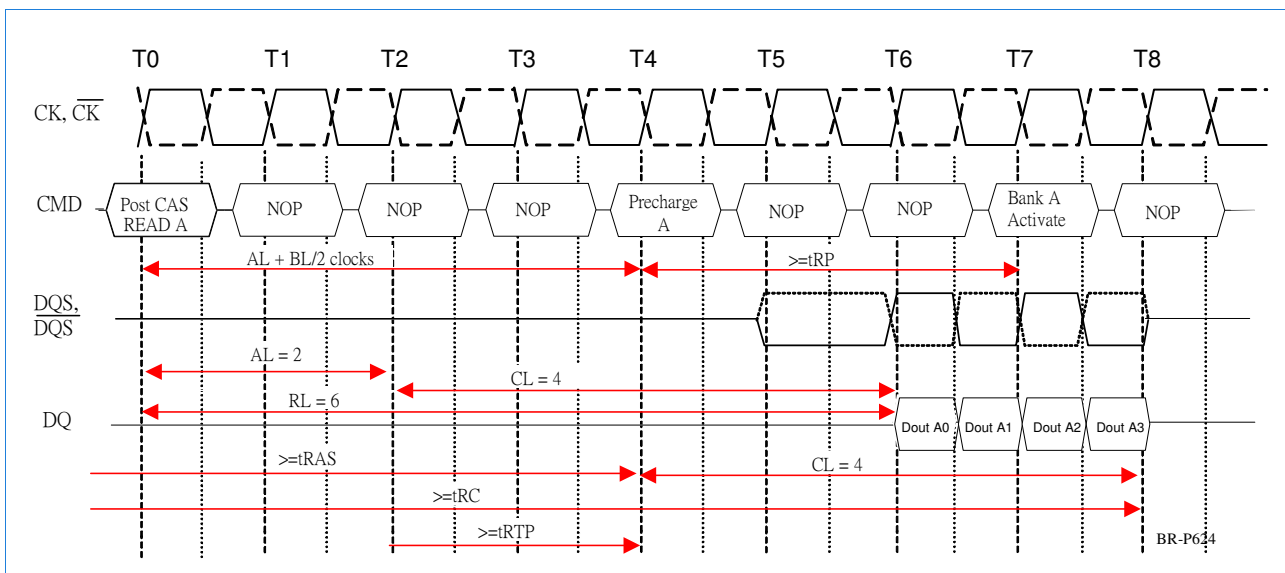 T0 T1 T2 T3 T4 T5 T6 T7 T8
CK, CK
CMD
Post CAS
READ A
NOP
NOP
NOP
Precharge
A
NOP
NOP
Bank A
Activate
NOP
AL + BL/2 clocks
>=tRP
DQS,
DQS
AL = 2
CL = 4
RL = 6
DQ
Dout A0
Dout A1
Dout A2
Dout A3
>=tRAS
CL = 4
>=tRC
>=tRTP
BR-P624